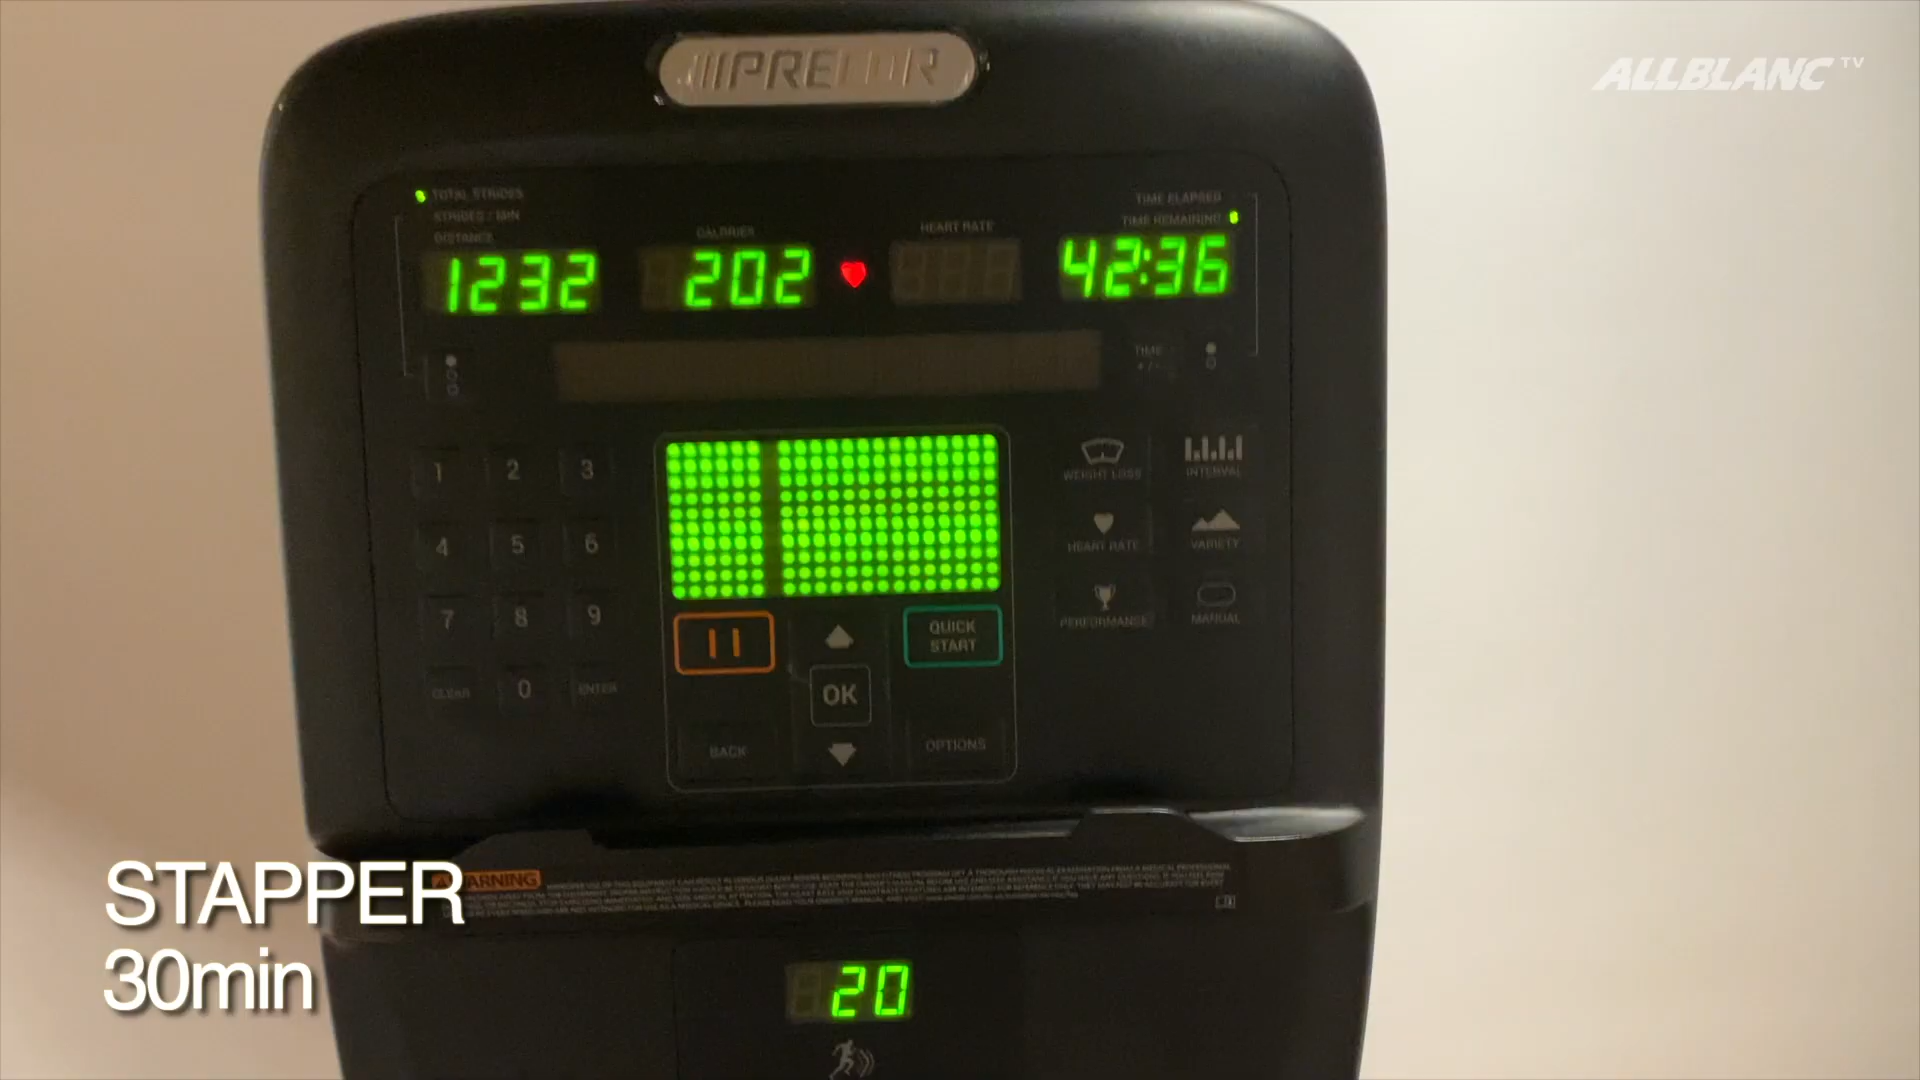 PRECOR
ALLBLANC TV
TOTAL STRIDES
STRIDES / MIN
DISTANCE
CALORIES
HEART RATE
TIME ELAPSED
TIME REMAINING
1232
202
42:36
TIME
+ / -
1
2
3
4
5
6
7
8
9
CLEAR
0
ENTER
QUICK
START
OK
BACK
OPTIONS
WEIGHT LOSS
INTERVAL
HEART RATE
VARIETY
PERFORMANCE
MANUAL
WARNING
STAPPER
30min
20